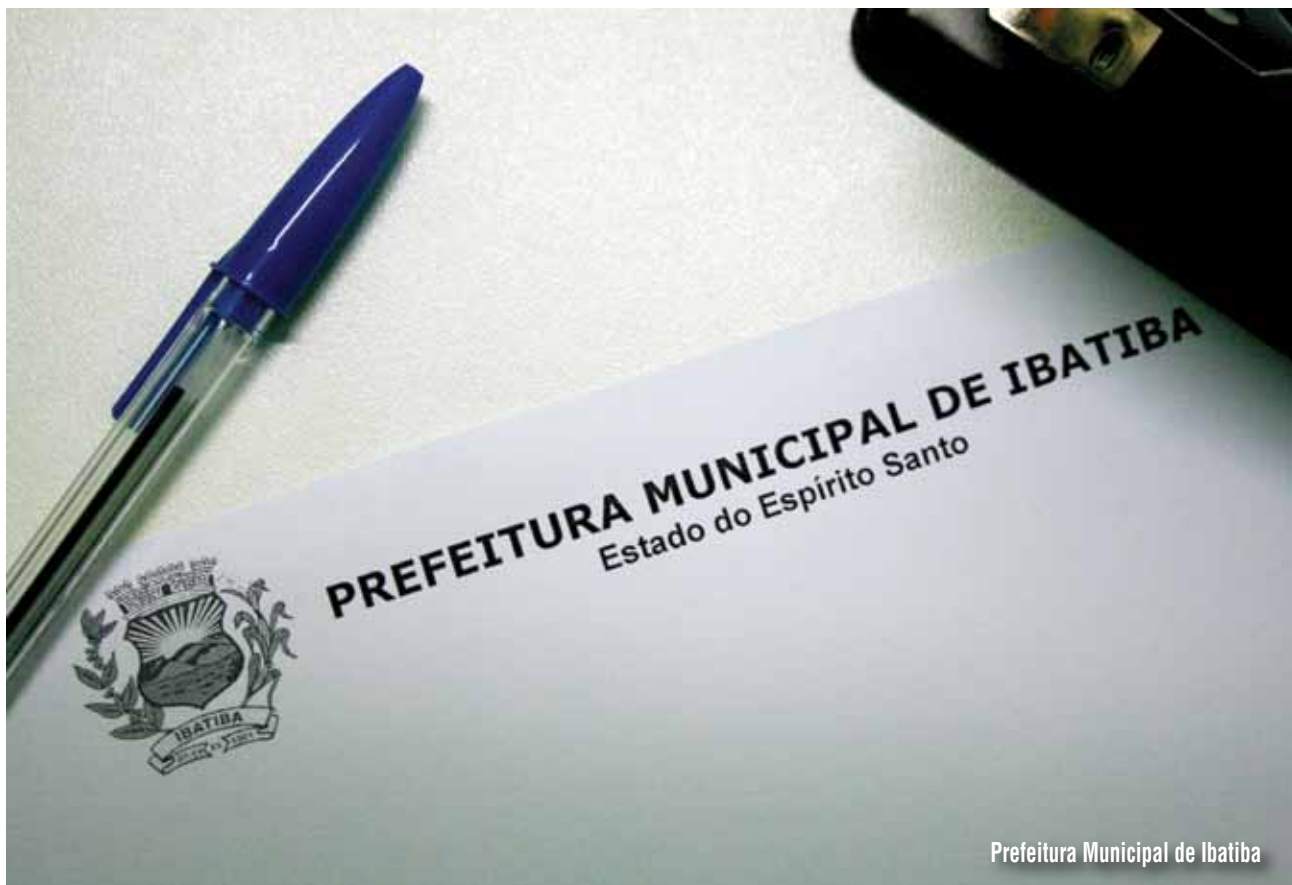 PREFEITURA MUNICIPAL DE IBATIBA
Estado do Espírito Santo
IBATIBA
Prefeitura Municipal de Ibatiba